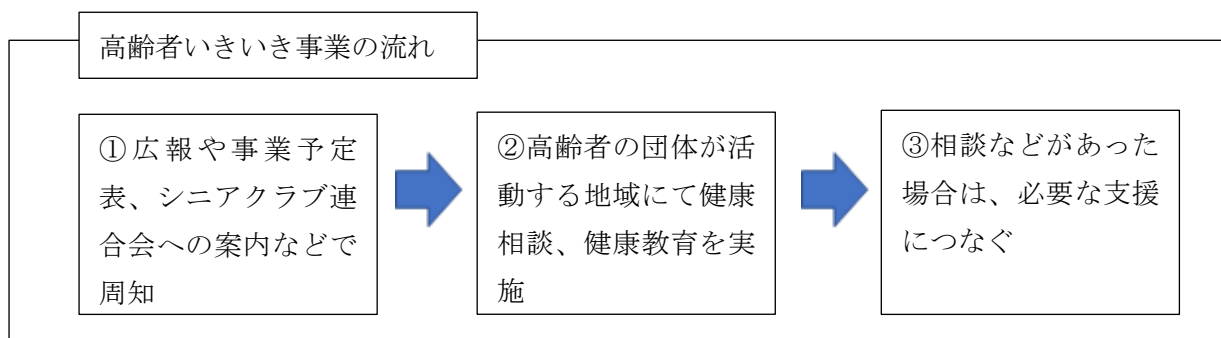 高齢者いきいき事業の流れ
①広報や事業予定
表、シニアクラブ連
合会への案内などで
周知
②高齢者の団体が活
動する地域にて健康
相談、健康教育を実
施
③相談などがあった
場合は、必要な支援
につなぐ